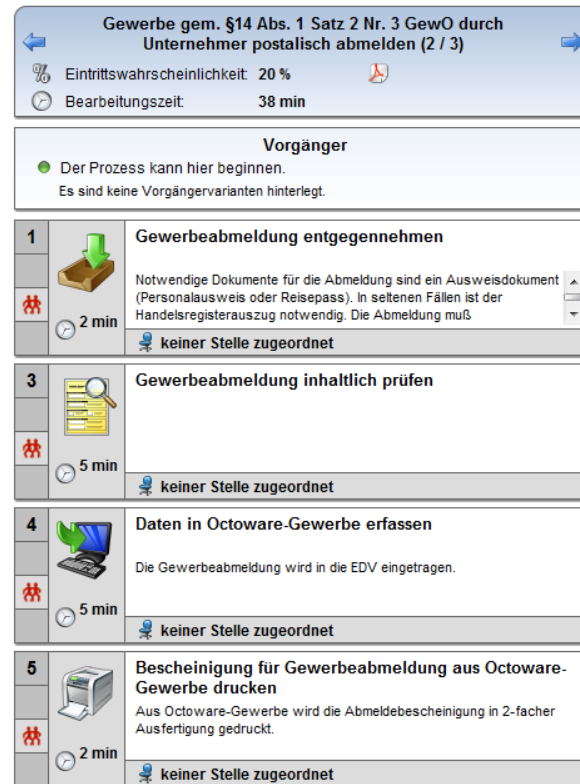 Gewerbe gem. §14 Abs. 1 Satz 2 Nr. 3 GewO durch
Unternehmer postalisch abmelden (2 / 3)
Eintrittswahrscheinlichkeit: 20 %
Bearbeitungszeit: 38 min
Vorgänger
Der Prozess kann hier beginnen.
Es sind keine Vorgängervarianten hinterlegt.
1
Gewerbeabmeldung entgegennehmen
Notwendige Dokumente für die Abmeldung sind ein Ausweisdokument
(Personalausweis oder Reisepass). In seltenen Fällen ist der
Handelsregisterauszug notwendig. Die Abmeldung muß
2 min
keiner Stelle zugeordnet
3
Gewerbeabmeldung inhaltlich prüfen
5 min
keiner Stelle zugeordnet
4
Daten in Octoware-Gewerbe erfassen
Die Gewerbeabmeldung wird in die EDV eingetragen.
5 min
keiner Stelle zugeordnet
5
Bescheinigung für Gewerbeabmeldung aus Octoware-
Gewerbe drucken
Aus Octoware-Gewerbe wird die Abmeldebescheinigung in 2-facher
Ausfertigung gedruckt.
2 min
keiner Stelle zugeordnet